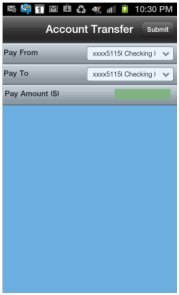 10:30 PM
Account Transfer
Submit
Pay From
xxxx5115( Checking )
Pay To
xxxx5115( Checking )
Pay Amount ($)